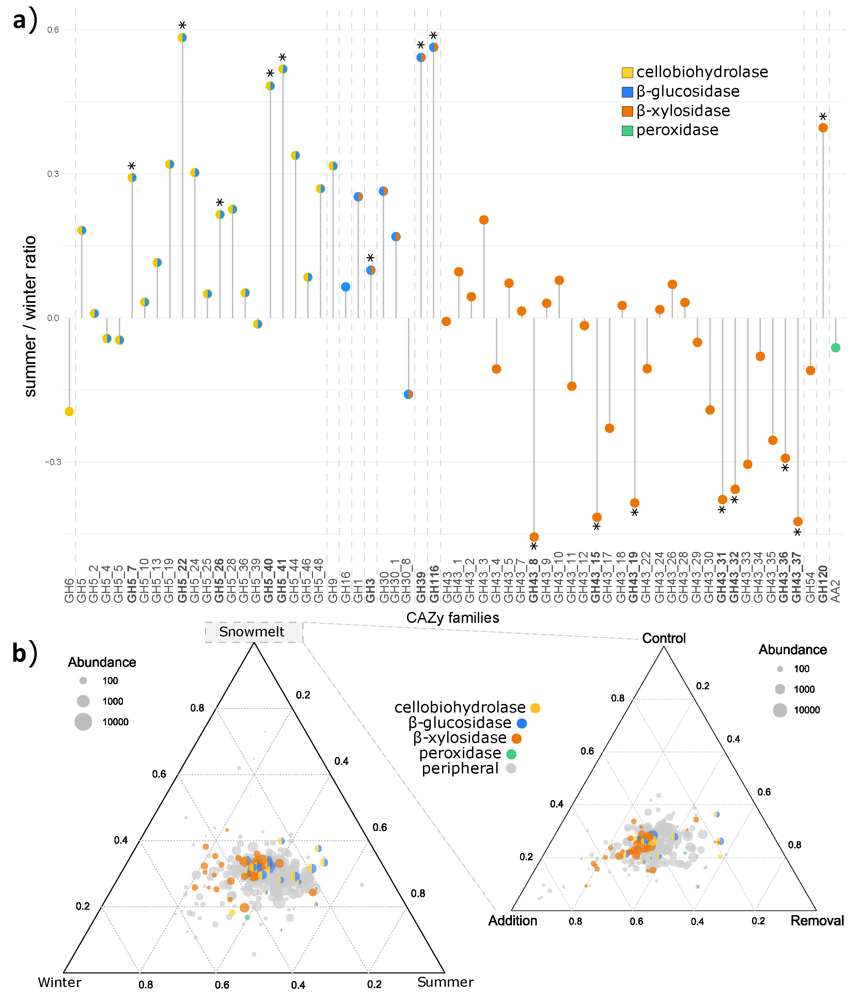 a)
*
0.6
*
*
*
*
cellobiohydrolase
β-glucosidase
β-xylosidase
peroxidase
*
0.3
*
*
*
summer / winter ratio
0.0
−0.3
*
*
*
*
*
*
*
GH6
GH5
GH5_2
GH5_4
GH5_5
GH5_7
GH5_10
GH5_13
GH5_19
GH5_22
GH5_24
GH5_25
GH5_26
GH5_28
GH5_36
GH5_39
GH5_40
GH5_41
GH5_44
GH5_46
GH5_48
GH9
GH16
GH1
GH3
GH30
GH30_1
GH30_8
GH39
GH116
GH43
GH43_1
GH43_2
GH43_3
GH43_4
GH43_5
GH43_7
GH43_8
GH43_9
GH43_10
GH43_11
GH43_12
GH43_15
GH43_17
GH43_18
GH43_19
GH43_22
GH43_24
GH43_26
GH43_28
GH43_29
GH43_30
GH43_31
GH43_32
GH43_33
GH43_34
GH43_35
GH43_36
GH43_37
GH54
GH120
AA2
CAZy families
b)
Snowmelt
Abundance
100
1000
10000
0.8
0.6
0.4
0.2
0.2
0.4
0.6
0.8
Winter
0.8
0.6
0.4
0.2
Summer
cellobiohydrolase
β-glucosidase
β-xylosidase
peroxidase
peripheral
Control
Abundance
100
1000
10000
0.8
0.6
0.4
0.2
0.2
0.4
0.6
0.8
Addition
0.8
0.6
0.4
0.2
Removal